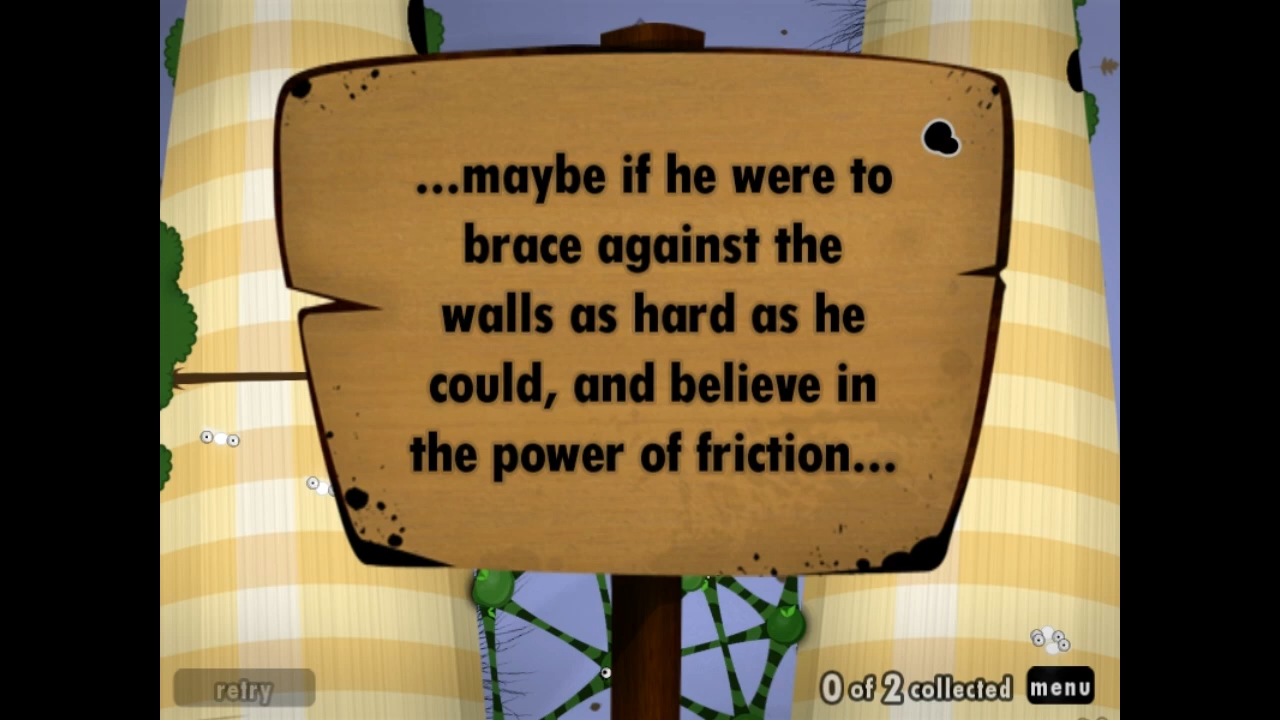 ...maybe if he were to
brace against the
walls as hard as he
could, and believe in
the power of friction...
retry
0 of 2 collected
menu